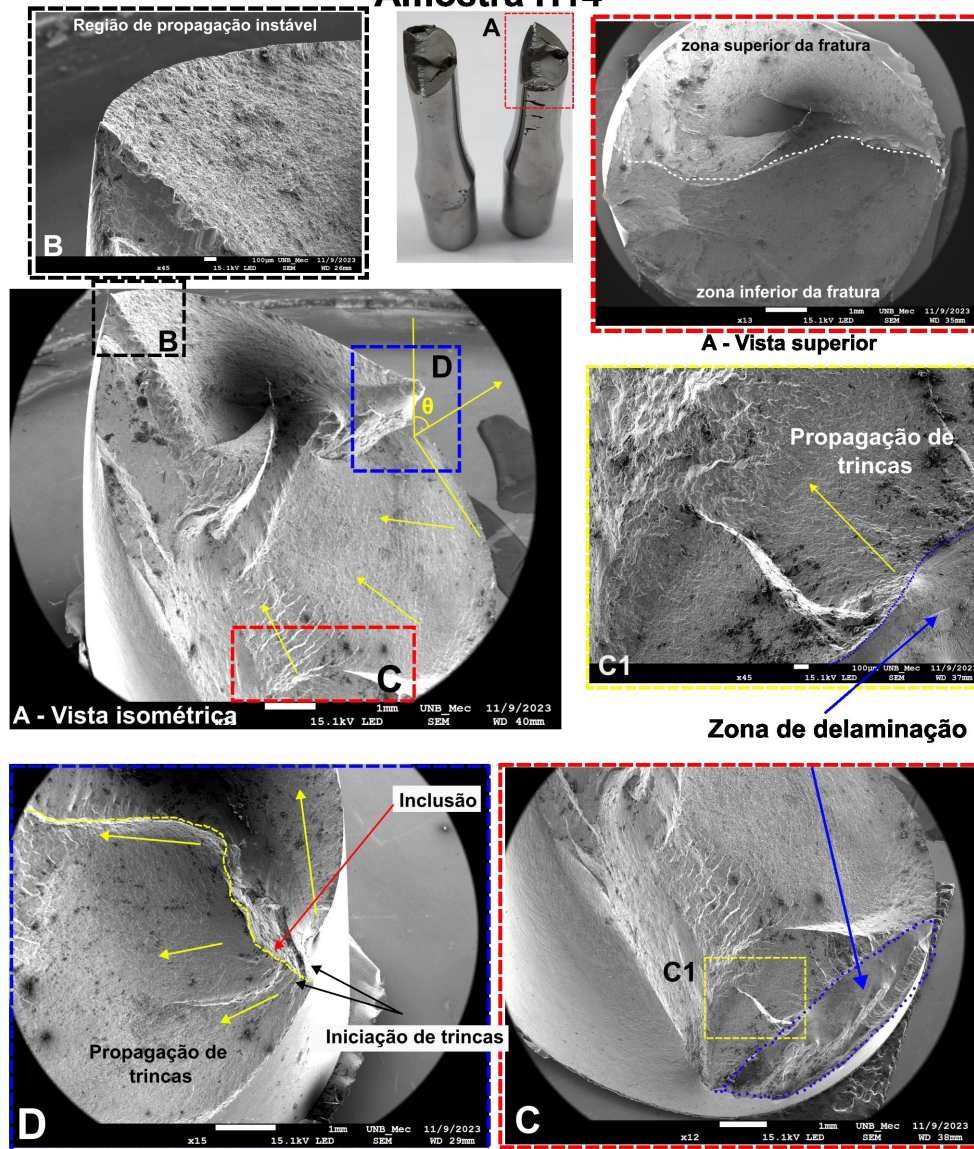 Amostra H14
Região de propagação instável
B
100μm UNB_Mec 11/9/2023
x45 15.1kV LED SEM WD 26mm
A
zona superior da fratura
zona inferior da fratura
1mm UNB_Mec 11/9/2023
x13 15.1kV LED SEM WD 35mm
A - Vista superior
B
D
θ
C
A - Vista isométrica
1mm UNB_Mec 11/9/2023
15.1kV LED SEM WD 40mm
Propagação de
trincas
C1
100μm UNB_Mec 11/9/202
x45 15.1kV LED SEM WD 37mm
Zona de delaminação
Inclusão
Iniciação de trincas
Propagação de
trincas
D
1mm UNB_Mec 11/9/2023
x15 15.1kV LED SEM WD 29mm
C1
C
1mm UNB_Mec 11/9/2023
x12 15.1kV LED SEM WD 38mm